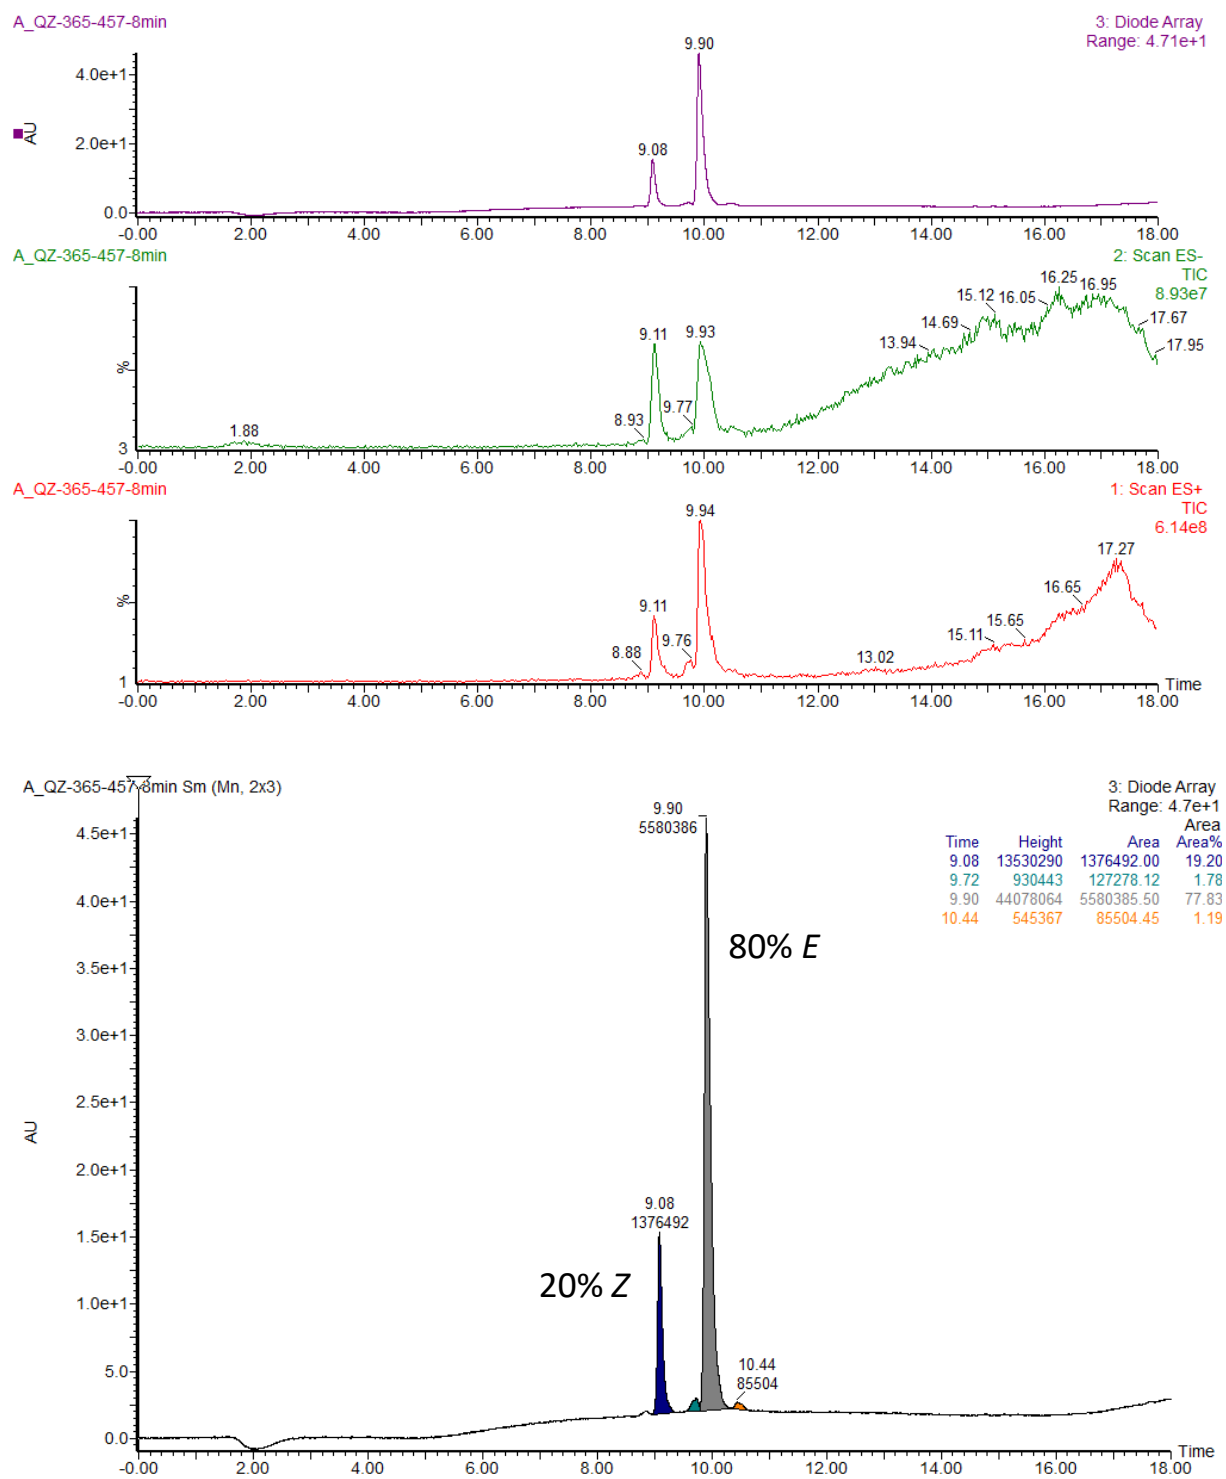 A_QZ-365-457-8min
3: Diode Array
Range: 4.71e+1
9.90
4.0e+1
AU
2.0e+1
9.08
0.0
-0.00 2.00 4.00 6.00 8.00 10.00 12.00 14.00 16.00 18.00
A_QZ-365-457-8min
2: Scan ES-
TIC
8.93e7
16.25 16.95
15.12 16.05
17.67
14.69
9.11 9.93
13.94
17.95
%
9.77
8.93
1.88
3
-0.00 2.00 4.00 6.00 8.00 10.00 12.00 14.00 16.00 18.00
A_QZ-365-457-8min
1: Scan ES+
TIC
6.14e8
9.94
17.27
16.65
%
9.11
15.65
15.11
9.76
8.88
13.02
1
Time
-0.00 2.00 4.00 6.00 8.00 10.00 12.00 14.00 16.00 18.00
A_QZ-365-457-8min Sm (Mn, 2x3)
3: Diode Array
Range: 4.7e+1
Area
Time Height Area Area%
9.08 13530290 1376492.00 19.20
9.72 930443 127278.12 1.78
9.90 44078064 5580385.50 77.83
10.44 545367 85504.45 1.19
9.90
5580386
4.5e+1
4.0e+1
80% E
3.5e+1
3.0e+1
2.5e+1
AU
2.0e+1
9.08
1376492
1.5e+1
20% Z
1.0e+1
10.44
85504
5.0
0.0
Time
-0.00 2.00 4.00 6.00 8.00 10.00 12.00 14.00 16.00 18.00